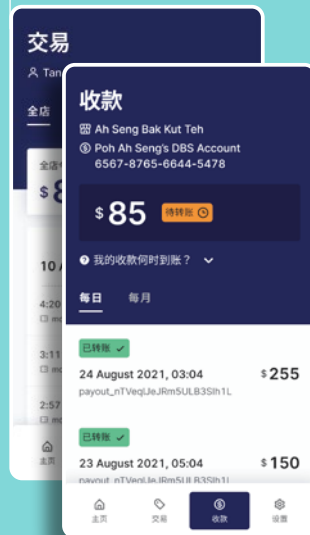 交易
Tan
全店
全店
$ 8
10 A
4:20
3:11
2:57
主页
收款
Ah Seng Bak Kut Teh
Poh Ah Seng's DBS Account
6567-8765-6644-5478
$ 85 待转账
我的收款何时到账？
每日 每月
已转账
24 August 2021, 03:04 $ 255
payout_nTVeqlJeJRm5ULB3SIh1L
已转账
23 August 2021, 05:04 $ 150
payout_nTVeqlJeJRm5ULB3SIh1L
主页 交易 收款 设置